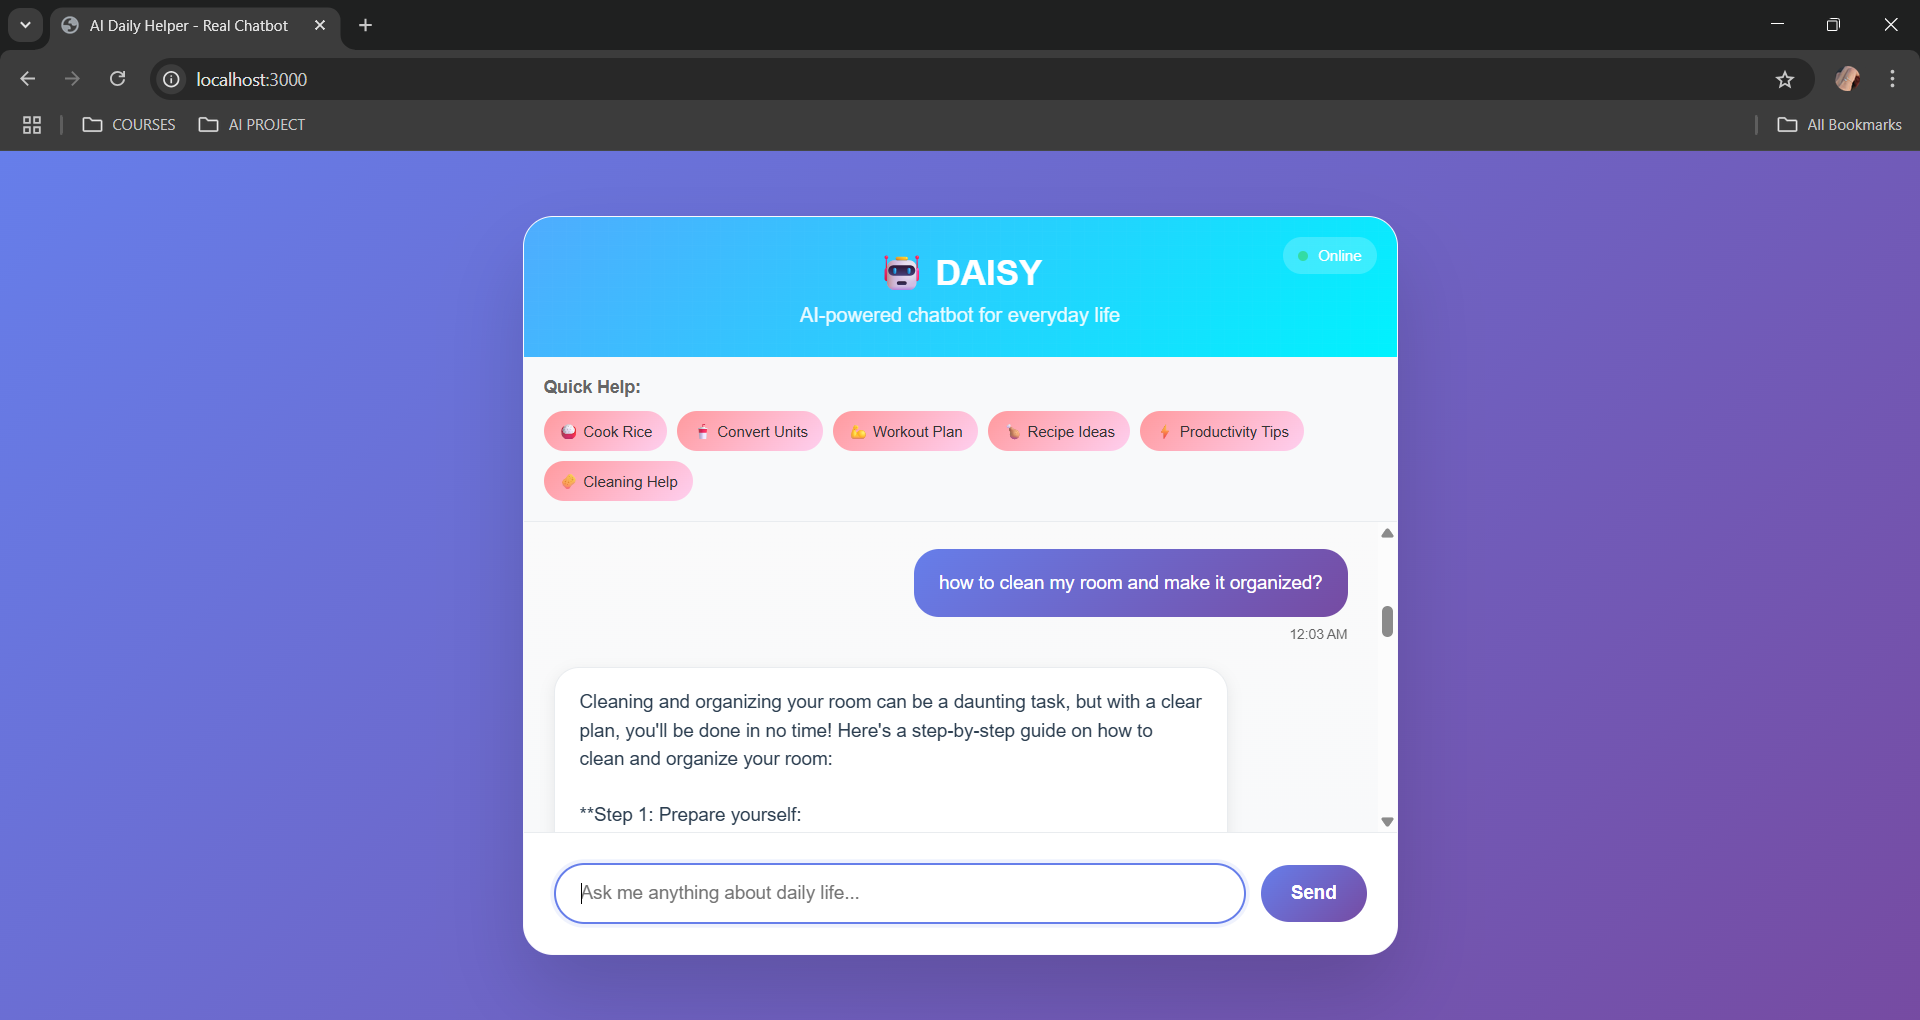 AI Daily Helper - Real Chatbot
localhost:3000
COURSES
AI PROJECT
All Bookmarks
DAISY
Online
AI-powered chatbot for everyday life
Quick Help:
Cook Rice
Convert Units
Workout Plan
Recipe Ideas
Productivity Tips
Cleaning Help
how to clean my room and make it organized?
12:03 AM
Cleaning and organizing your room can be a daunting task, but with a clear
plan, you'll be done in no time! Here's a step-by-step guide on how to
clean and organize your room:
**Step 1: Prepare yourself:
Ask me anything about daily life...
Send